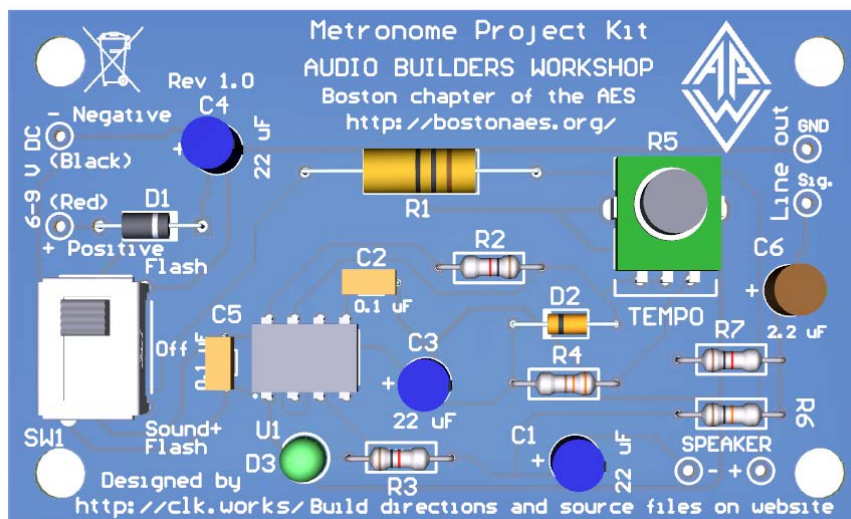 Metronome Project Kit
AUDIO BUILDERS WORKSHOP
Boston chapter of the AES
http://bostonaes.org/
ABW
Rev 1.0
C4
22 uF
- Negative
(Black)
6-9 V DC
(Red)
+ Positive
D1
+
R1
R5
Line out
GND
Sig.
Flash
Off
Sound+
Flash
SW1
C5
0.1 uF
C2
0.1 uF
R2
D2
TEMPO
C6
+
2.2 uF
R7
R4
R6
C3
+
22 uF
U1
D3
R3
C1
+
22 uF
SPEAKER
- +
Designed by
http://clk.works/ Build directions and source files on website